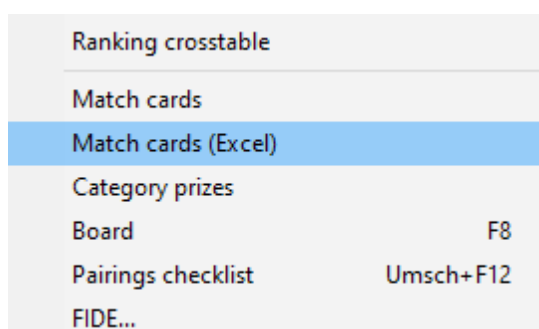 Ranking crosstable
Match cards
Match cards (Excel)
Category prizes
Board F8
Pairings checklist Umsch+F12
FIDE...